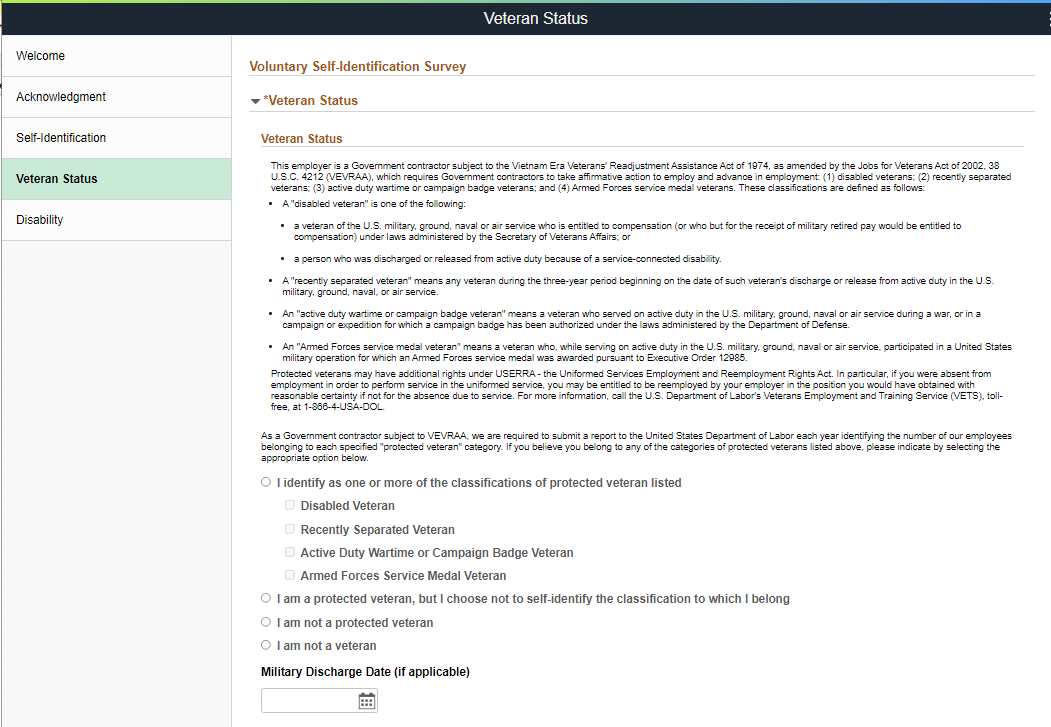 Veteran Status
Welcome
Acknowledgment
Self-Identification
Veteran Status
Disability
Voluntary Self-Identification Survey
*Veteran Status
Veteran Status
This employer is a Government contractor subject to the Vietnam Era Veterans' Readjustment Assistance Act of 1974, as amended by the Jobs for Veterans Act of 2002, 38
U.S.C. 4212 (VEVRAA), which requires Government contractors to take affirmative action to employ and advance in employment: (1) disabled veterans; (2) recently separated
veterans; (3) active duty wartime or campaign badge veterans; and (4) Armed Forces service medal veterans. These classifications are defined as follows:
• A "disabled veteran" is one of the following:
• a veteran of the U.S. military, ground, naval or air service who is entitled to compensation (or who but for the receipt of military retired pay would be entitled to
compensation) under laws administered by the Secretary of Veterans Affairs; or
• a person who was discharged or released from active duty because of a service-connected disability.
• A "recently separated veteran" means any veteran during the three-year period beginning on the date of such veteran's discharge or release from active duty in the U.S.
military, ground, naval, or air service.
• An "active duty wartime or campaign badge veteran" means a veteran who served on active duty in the U.S. military, ground, naval or air service during a war, or in a
campaign or expedition for which a campaign badge has been authorized under the laws administered by the Department of Defense.
• An "Armed Forces service medal veteran" means a veteran who, while serving on active duty in the U.S. military, ground, naval or air service, participated in a United States
military operation for which an Armed Forces service medal was awarded pursuant to Executive Order 12985.
Protected veterans may have additional rights under USERRA - the Uniformed Services Employment and Reemployment Rights Act. In particular, if you were absent from
employment in order to perform service in the uniformed service, you may be entitled to be reemployed by your employer in the position you would have obtained with
reasonable certainty if not for the absence due to service. For more information, call the U.S. Department of Labor's Veterans Employment and Training Service (VETS), toll-
free, at 1-866-4-USA-DOL.
As a Government contractor subject to VEVRAA, we are required to submit a report to the United States Department of Labor each year identifying the number of our employees
belonging to each specified "protected veteran" category. If you believe you belong to any of the categories of protected veterans listed above, please indicate by selecting the
appropriate option below.
I identify as one or more of the classifications of protected veteran listed
Disabled Veteran
Recently Separated Veteran
Active Duty Wartime or Campaign Badge Veteran
Armed Forces Service Medal Veteran
I am a protected veteran, but I choose not to self-identify the classification to which I belong
I am not a protected veteran
I am not a veteran
Military Discharge Date (if applicable)